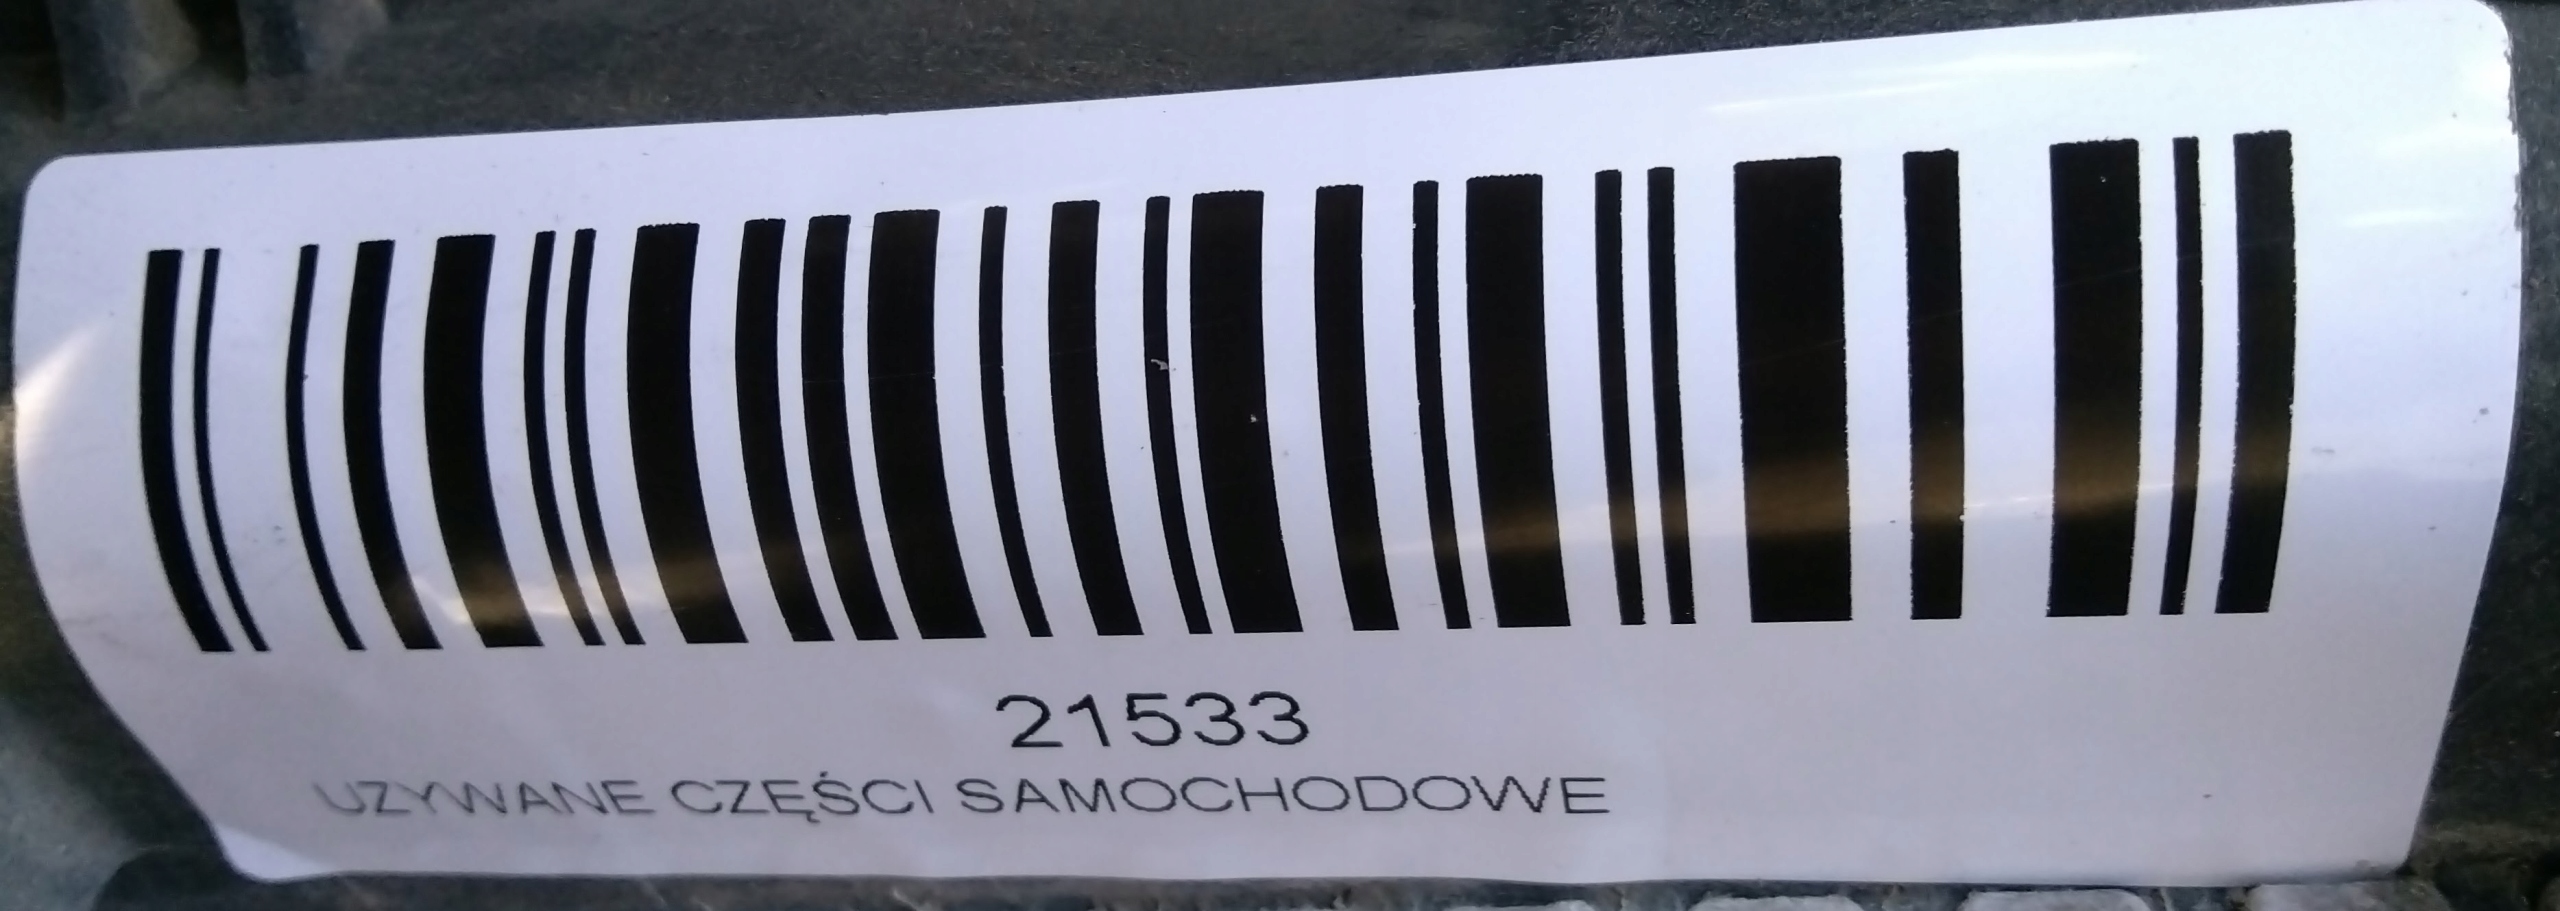 21533
UZYWANE CZĘŚCI SAMOCHODOWE